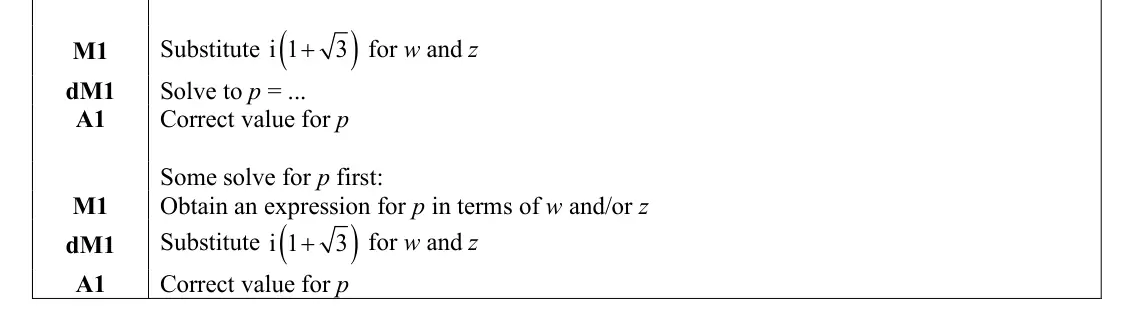 M1 Substitute i(1+√3) for w and z
dM1 Solve to p = ...
A1 Correct value for p
Some solve for p first:
M1 Obtain an expression for p in terms of w and/or z
dM1 Substitute i(1+√3) for w and z
A1 Correct value for p